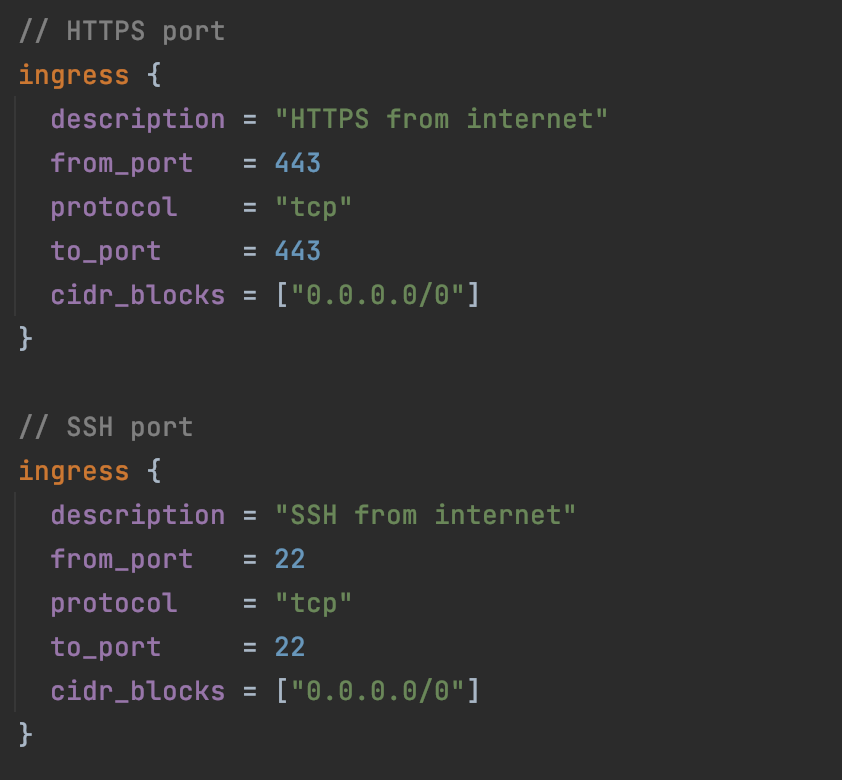 // HTTPS port
ingress {
  description = "HTTPS from internet"
  from_port   = 443
  protocol    = "tcp"
  to_port     = 443
  cidr_blocks = ["0.0.0.0/0"]
}

// SSH port
ingress {
  description = "SSH from internet"
  from_port   = 22
  protocol    = "tcp"
  to_port     = 22
  cidr_blocks = ["0.0.0.0/0"]
}